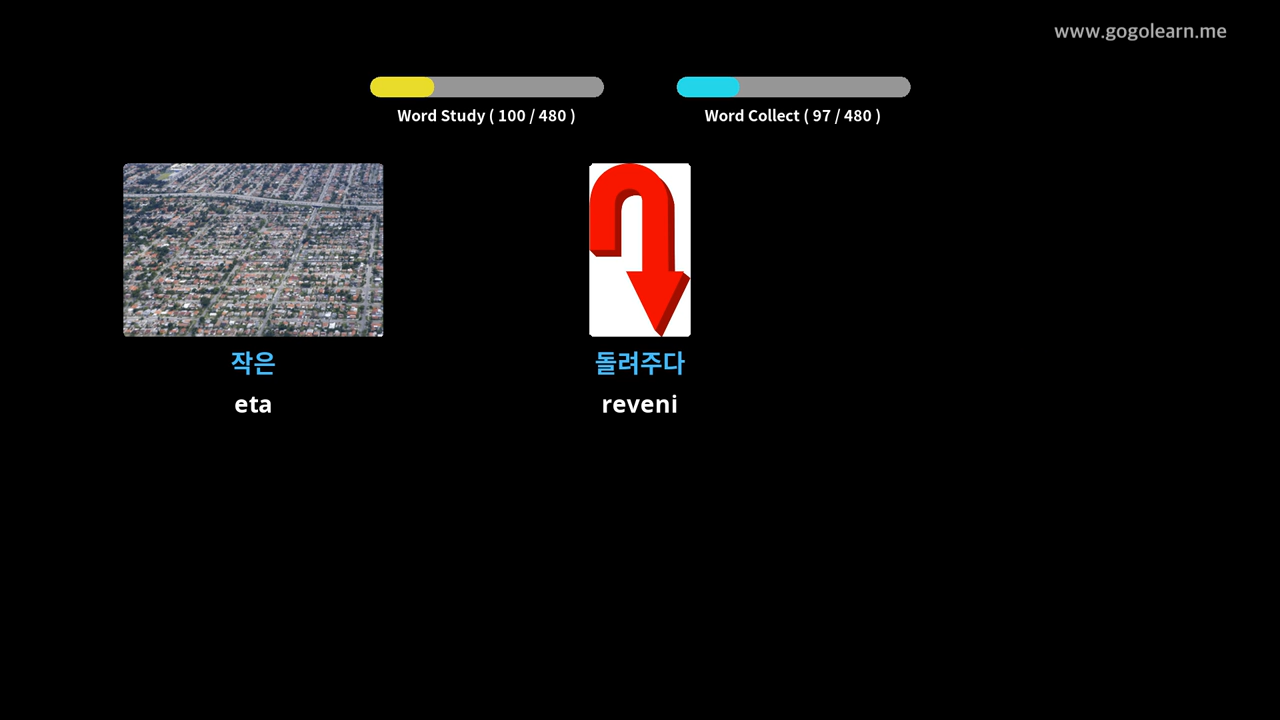 www.gogolearn.me
Word Study ( 100 / 480 )
Word Collect ( 97 / 480 )
작은
돌려주다
eta
reveni